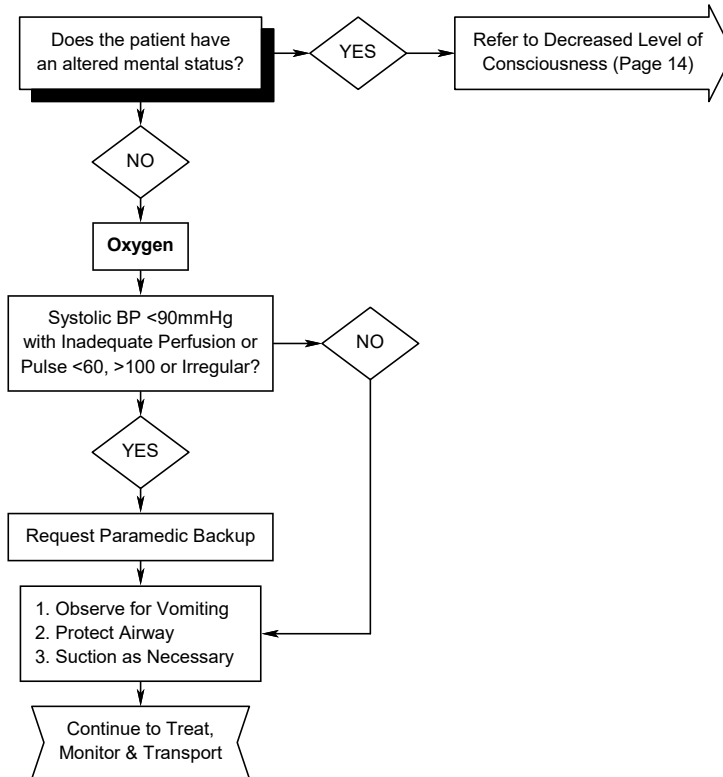 Does the patient have
an altered mental status?
YES
Refer to Decreased Level of
Consciousness (Page 14)
NO
Oxygen
Systolic BP <90mmHg
with Inadequate Perfusion or
Pulse <60, >100 or Irregular?
NO
YES
Request Paramedic Backup
1. Observe for Vomiting
2. Protect Airway
3. Suction as Necessary
Continue to Treat,
Monitor & Transport